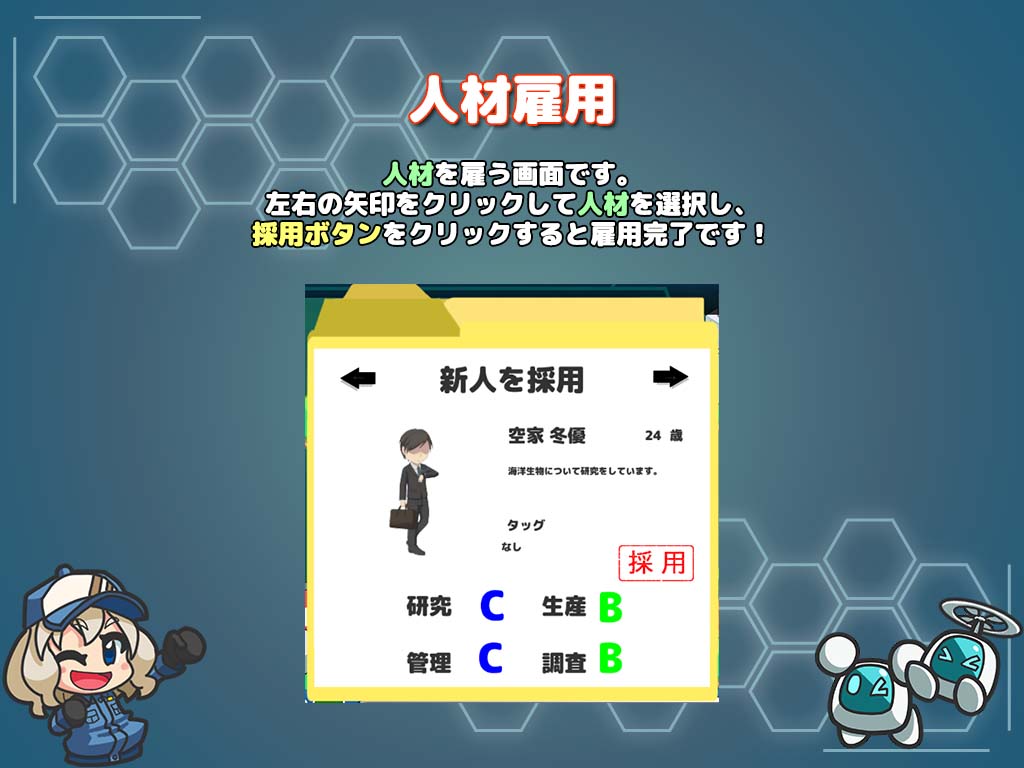 人材雇用
人材を雇う画面です。
左右の矢印をクリックして人材を選択し、
採用ボタンをクリックすると雇用完了です！
新人を採用
空家 冬優 24 歳
海洋生物について研究をしています。
タッグ
なし
採用
研究 C 生産 B
管理 C 調査 B